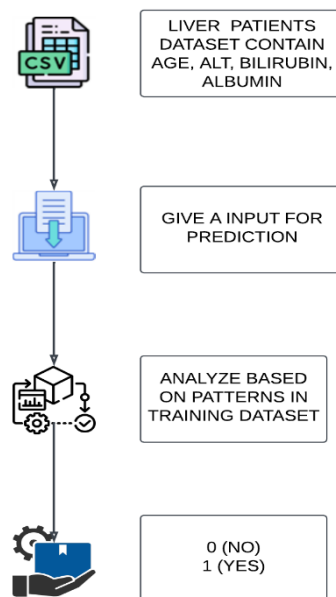 LIVER PATIENTS
DATASET CONTAIN
AGE, ALT, BILIRUBIN,
ALBUMIN
CSV
GIVE A INPUT FOR
PREDICTION
ANALYZE BASED
ON PATTERNS IN
TRAINING DATASET
0 (NO)
1 (YES)